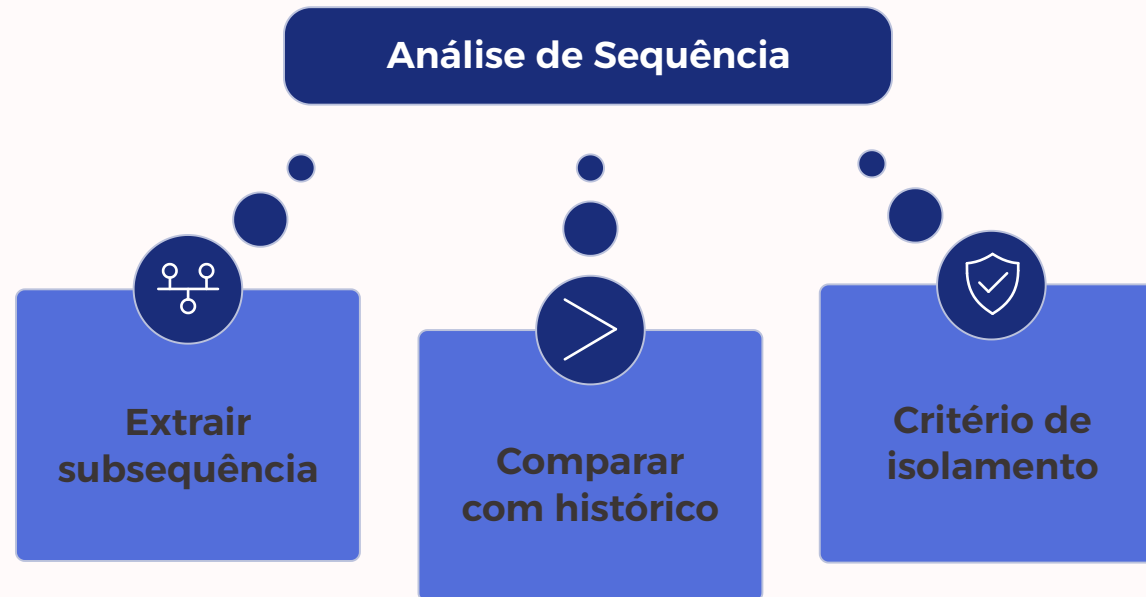 Análise de Sequência
Extrair
subsequência
Comparar
com histórico
Critério de
isolamento